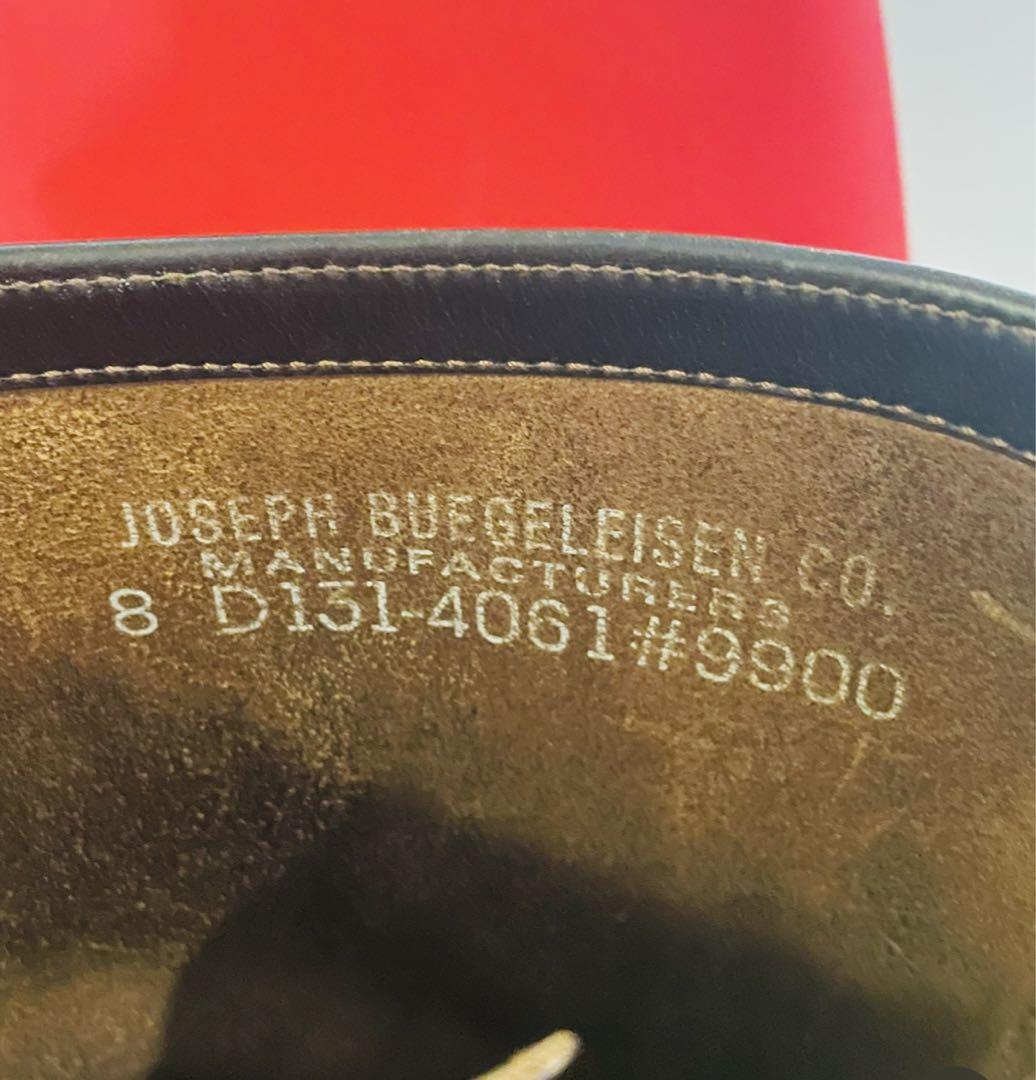 JOSEPH BUEGELEISEN CO.
MANUFACTURERS
8 D131-4061#9900